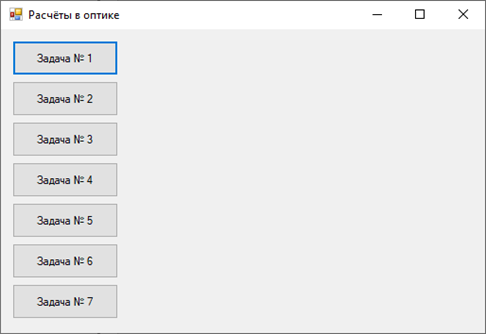 Расчёты в оптике
Задача № 1
Задача № 2
Задача № 3
Задача № 4
Задача № 5
Задача № 6
Задача № 7